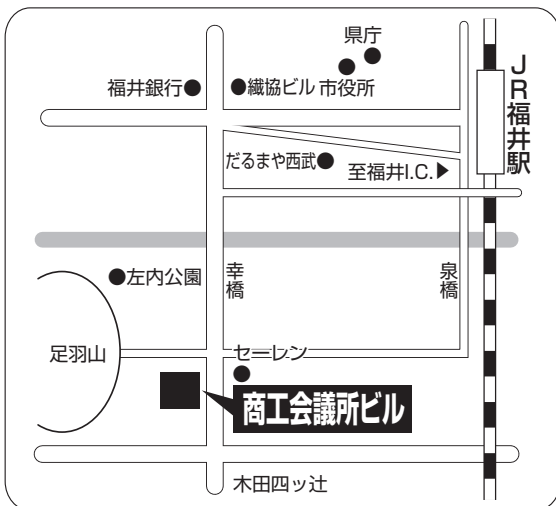 県庁
福井銀行
繊協ビル
市役所
JR福井駅
だるまや西武
至福井I.C.
左内公園
幸橋
泉橋
足羽山
セーレン
商工会議所ビル
木田四ッ辻